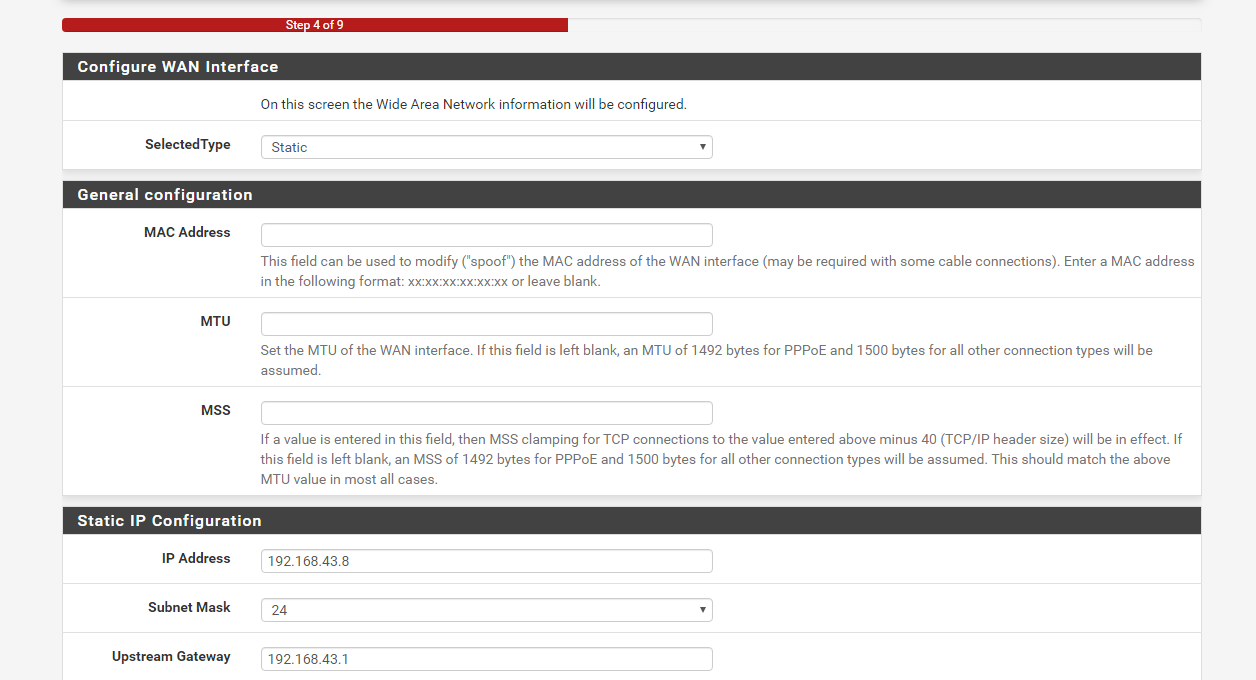 Step 4 of 9
Configure WAN Interface
On this screen the Wide Area Network information will be configured.
SelectedType
Static
General configuration
MAC Address
This field can be used to modify ("spoof") the MAC address of the WAN interface (may be required with some cable connections). Enter a MAC address
in the following format: xx:xx:xx:xx:xx:xx or leave blank.
MTU
Set the MTU of the WAN interface. If this field is left blank, an MTU of 1492 bytes for PPPoE and 1500 bytes for all other connection types will be
assumed.
MSS
If a value is entered in this field, then MSS clamping for TCP connections to the value entered above minus 40 (TCP/IP header size) will be in effect. If
this field is left blank, an MSS of 1492 bytes for PPPoE and 1500 bytes for all other connection types will be assumed. This should match the above
MTU value in most all cases.
Static IP Configuration
IP Address
192.168.43.8
Subnet Mask
24
Upstream Gateway
192.168.43.1